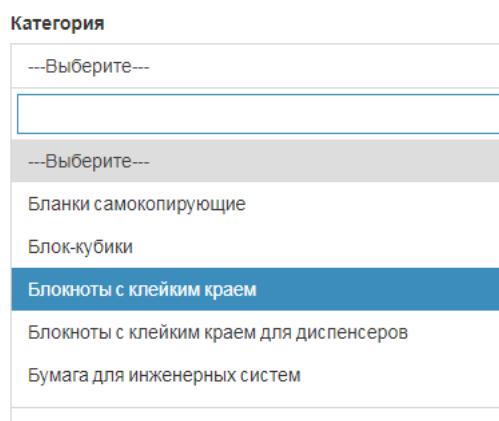 Категория
---Выберите---
---Выберите---
Бланки самокопирующие
Блок-кубики
Блокноты с клейким краем
Блокноты с клейким краем для диспенсеров
Бумага для инженерных систем